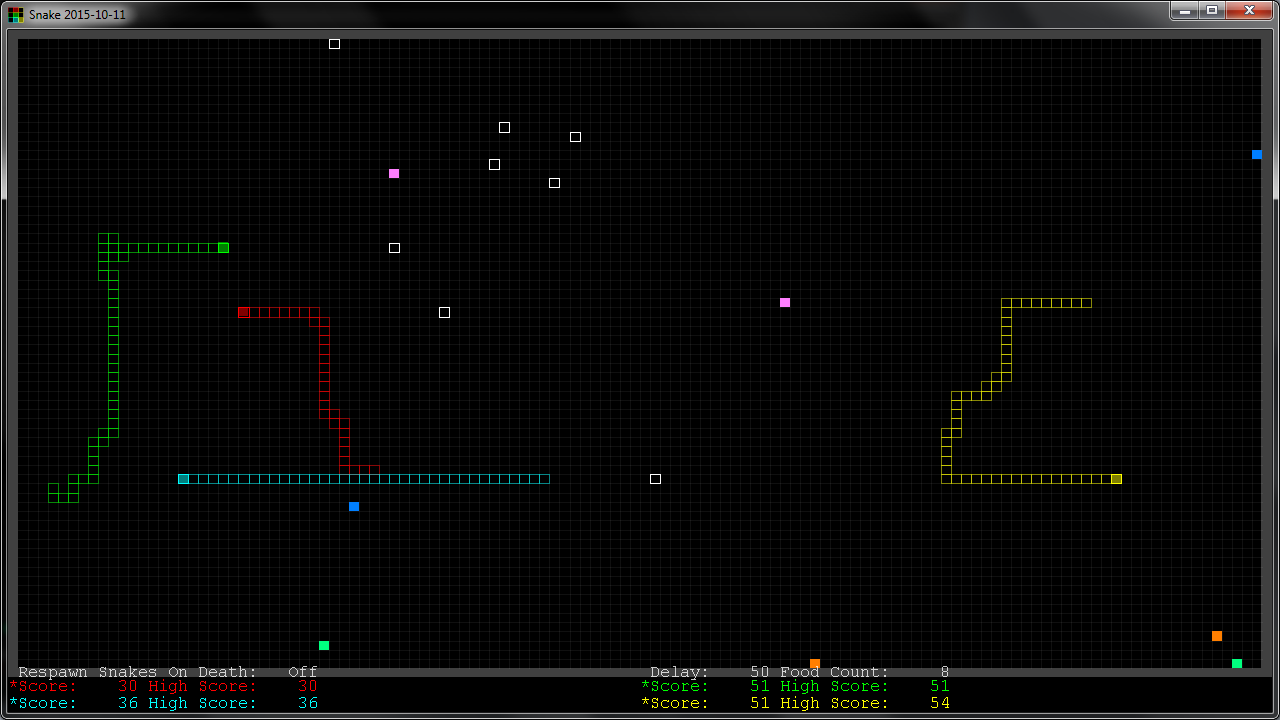 Snake 2015-10-11
Respawn Snakes On Death: Off Delay: 50 Food Count: 8
*Score: 30 High Score: 30 *Score: 51 High Score: 51
*Score: 36 High Score: 36 *Score: 51 High Score: 54